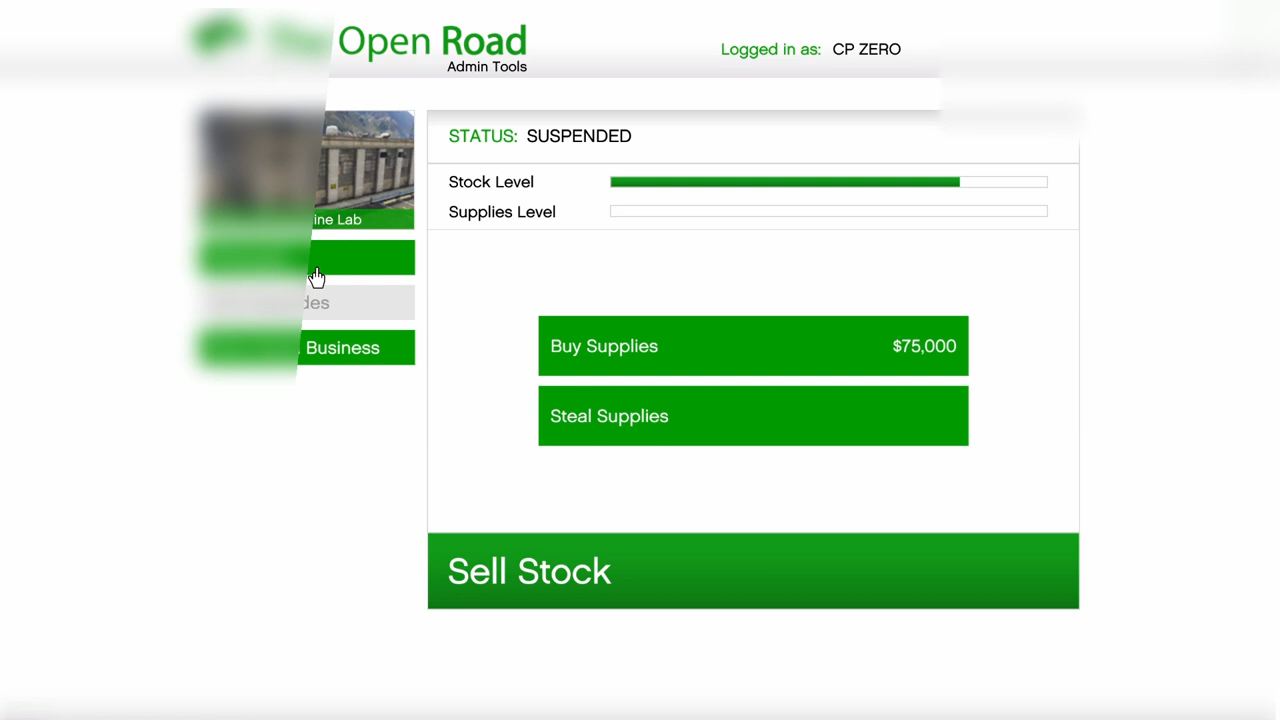 Open Road
Admin Tools
Logged in as: CP ZERO
STATUS: SUSPENDED
Stock Level
Supplies Level
ine Lab
des
Business
Buy Supplies $75,000
Steal Supplies
Sell Stock